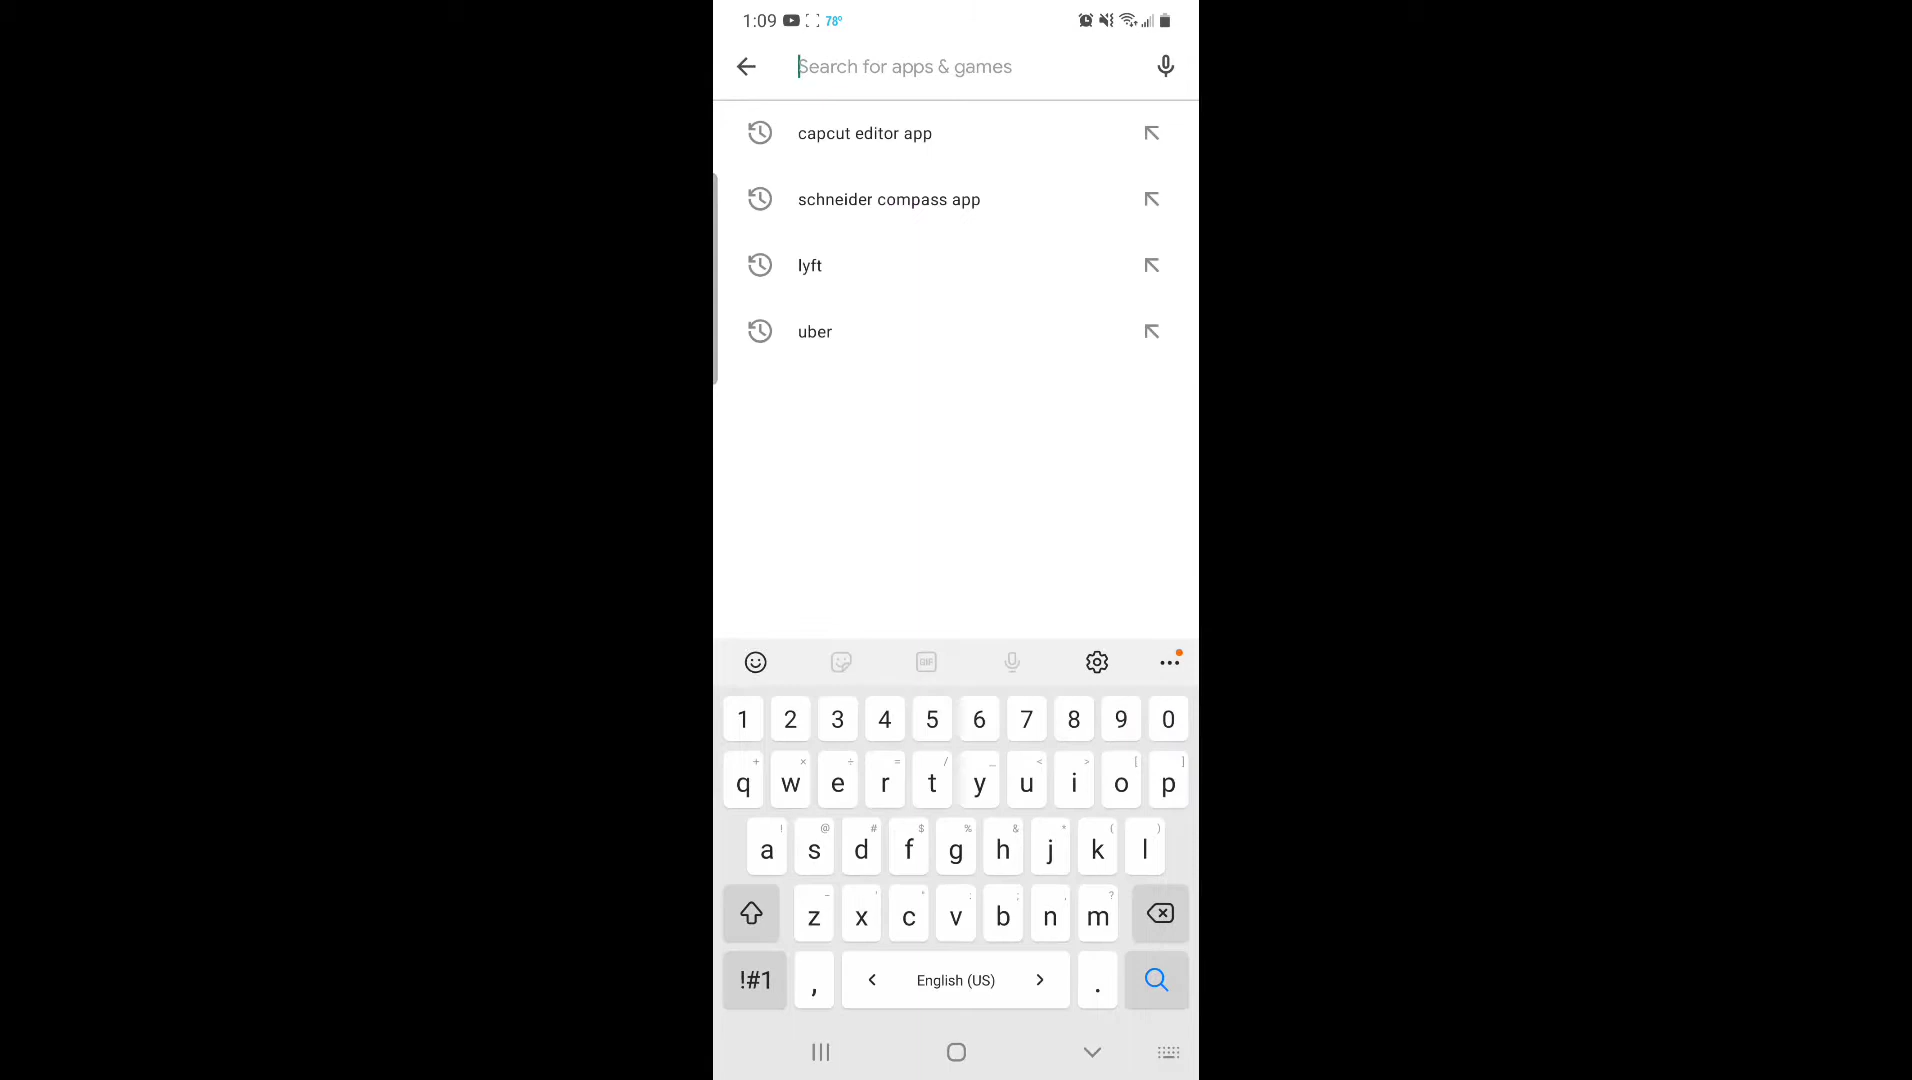 1:09 78°
Search for apps & games
capcut editor app
schneider compass app
lyft
uber
GIF
1 2 3 4 5 6 7 8 9 0
+ × ÷ = / _ < > [ ]
q w e r t y u i o p
! @ # $ % & * ( )
a s d f g h j k l
- ' " : ; , ?
z x c v b n m
!#1 , < English (US) > .